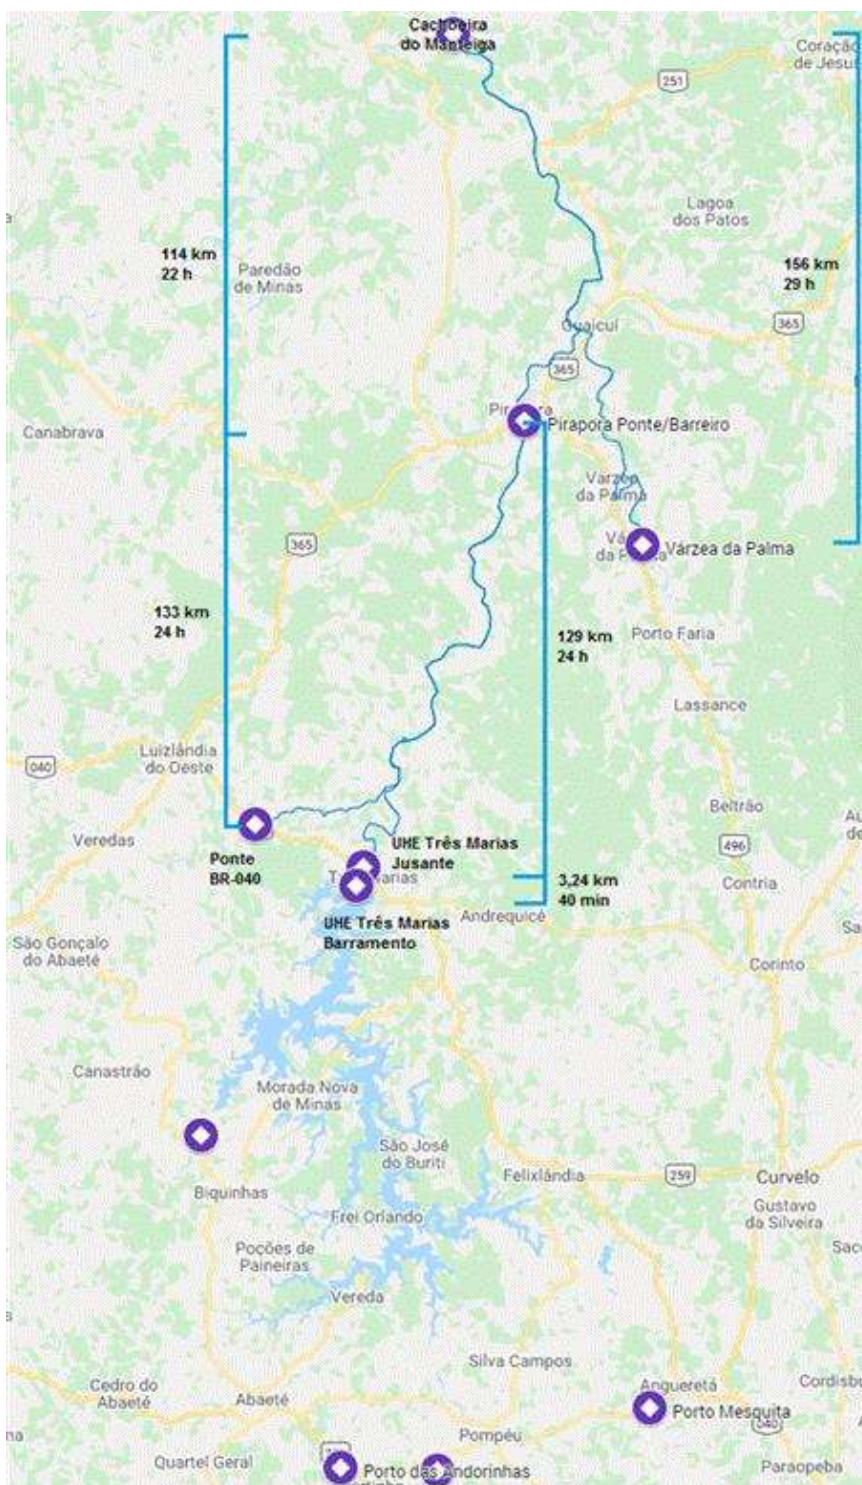 Cachoeira
do Manteiga
Coração
de Jesus
251
Lagoa
dos Patos
114 km
22 h
Paredão
de Minas
156 km
29 h
Guaicuí
365
365
Pirapora Ponte/Barreiro
Canabrava
Varzea
da Palma
365
Várzea da Palma
133 km
24 h
129 km
24 h
Porto Faria
Lassance
Luizlândia
do Oeste
040
Beltrão
Veredas
496
UHE Três Marias
Jusante
Ponte
BR-040
3,24 km
40 min
Contria
Andrequicé
UHE Três Marias
Barramento
São Gonçalo
do Abaeté
Corinto
Canastrão
Morada Nova
de Minas
São José
do Buriti
Felixlândia
259
Curvelo
Biquinhas
Gustavo
da Silveira
Frei Orlando
Poções de
Paineiras
Vereda
Silva Campos
Cedro do
Abaeté
Abaeté
Angueretá
Porto Mesquita
040
Pompéu
Quartel Geral
Porto das Andorinhas
Paraopeba